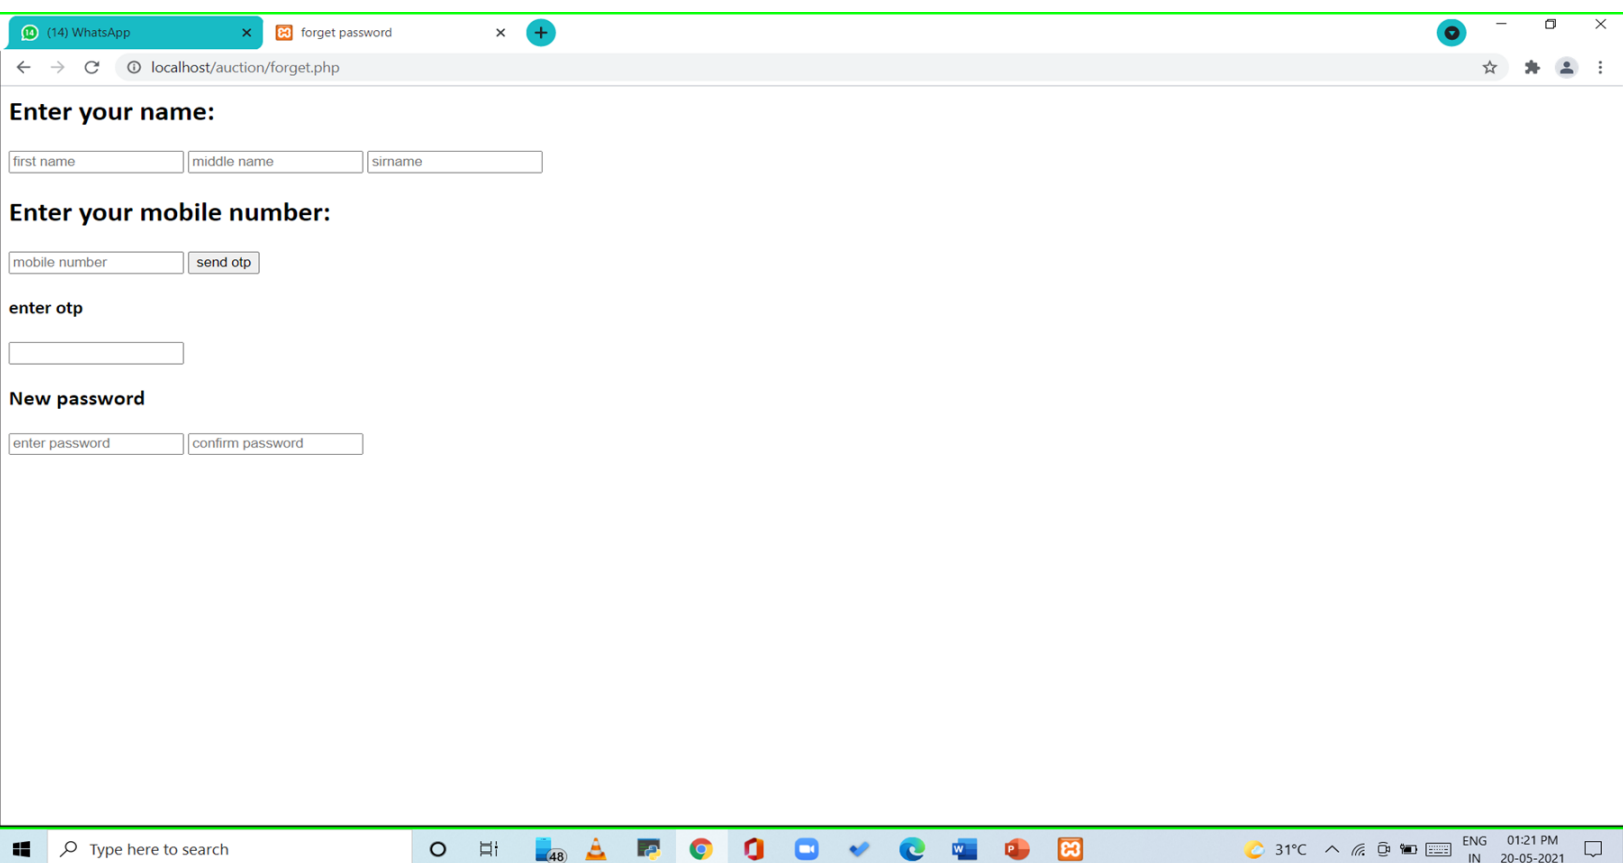 14 (14) WhatsApp
forget password
localhost/auction/forget.php
Enter your name:
first name middle name sirname
Enter your mobile number:
mobile number send otp
enter otp
New password
enter password confirm password
Type here to search
48
31°C
ENG 01:21 PM
IN 20-05-2021